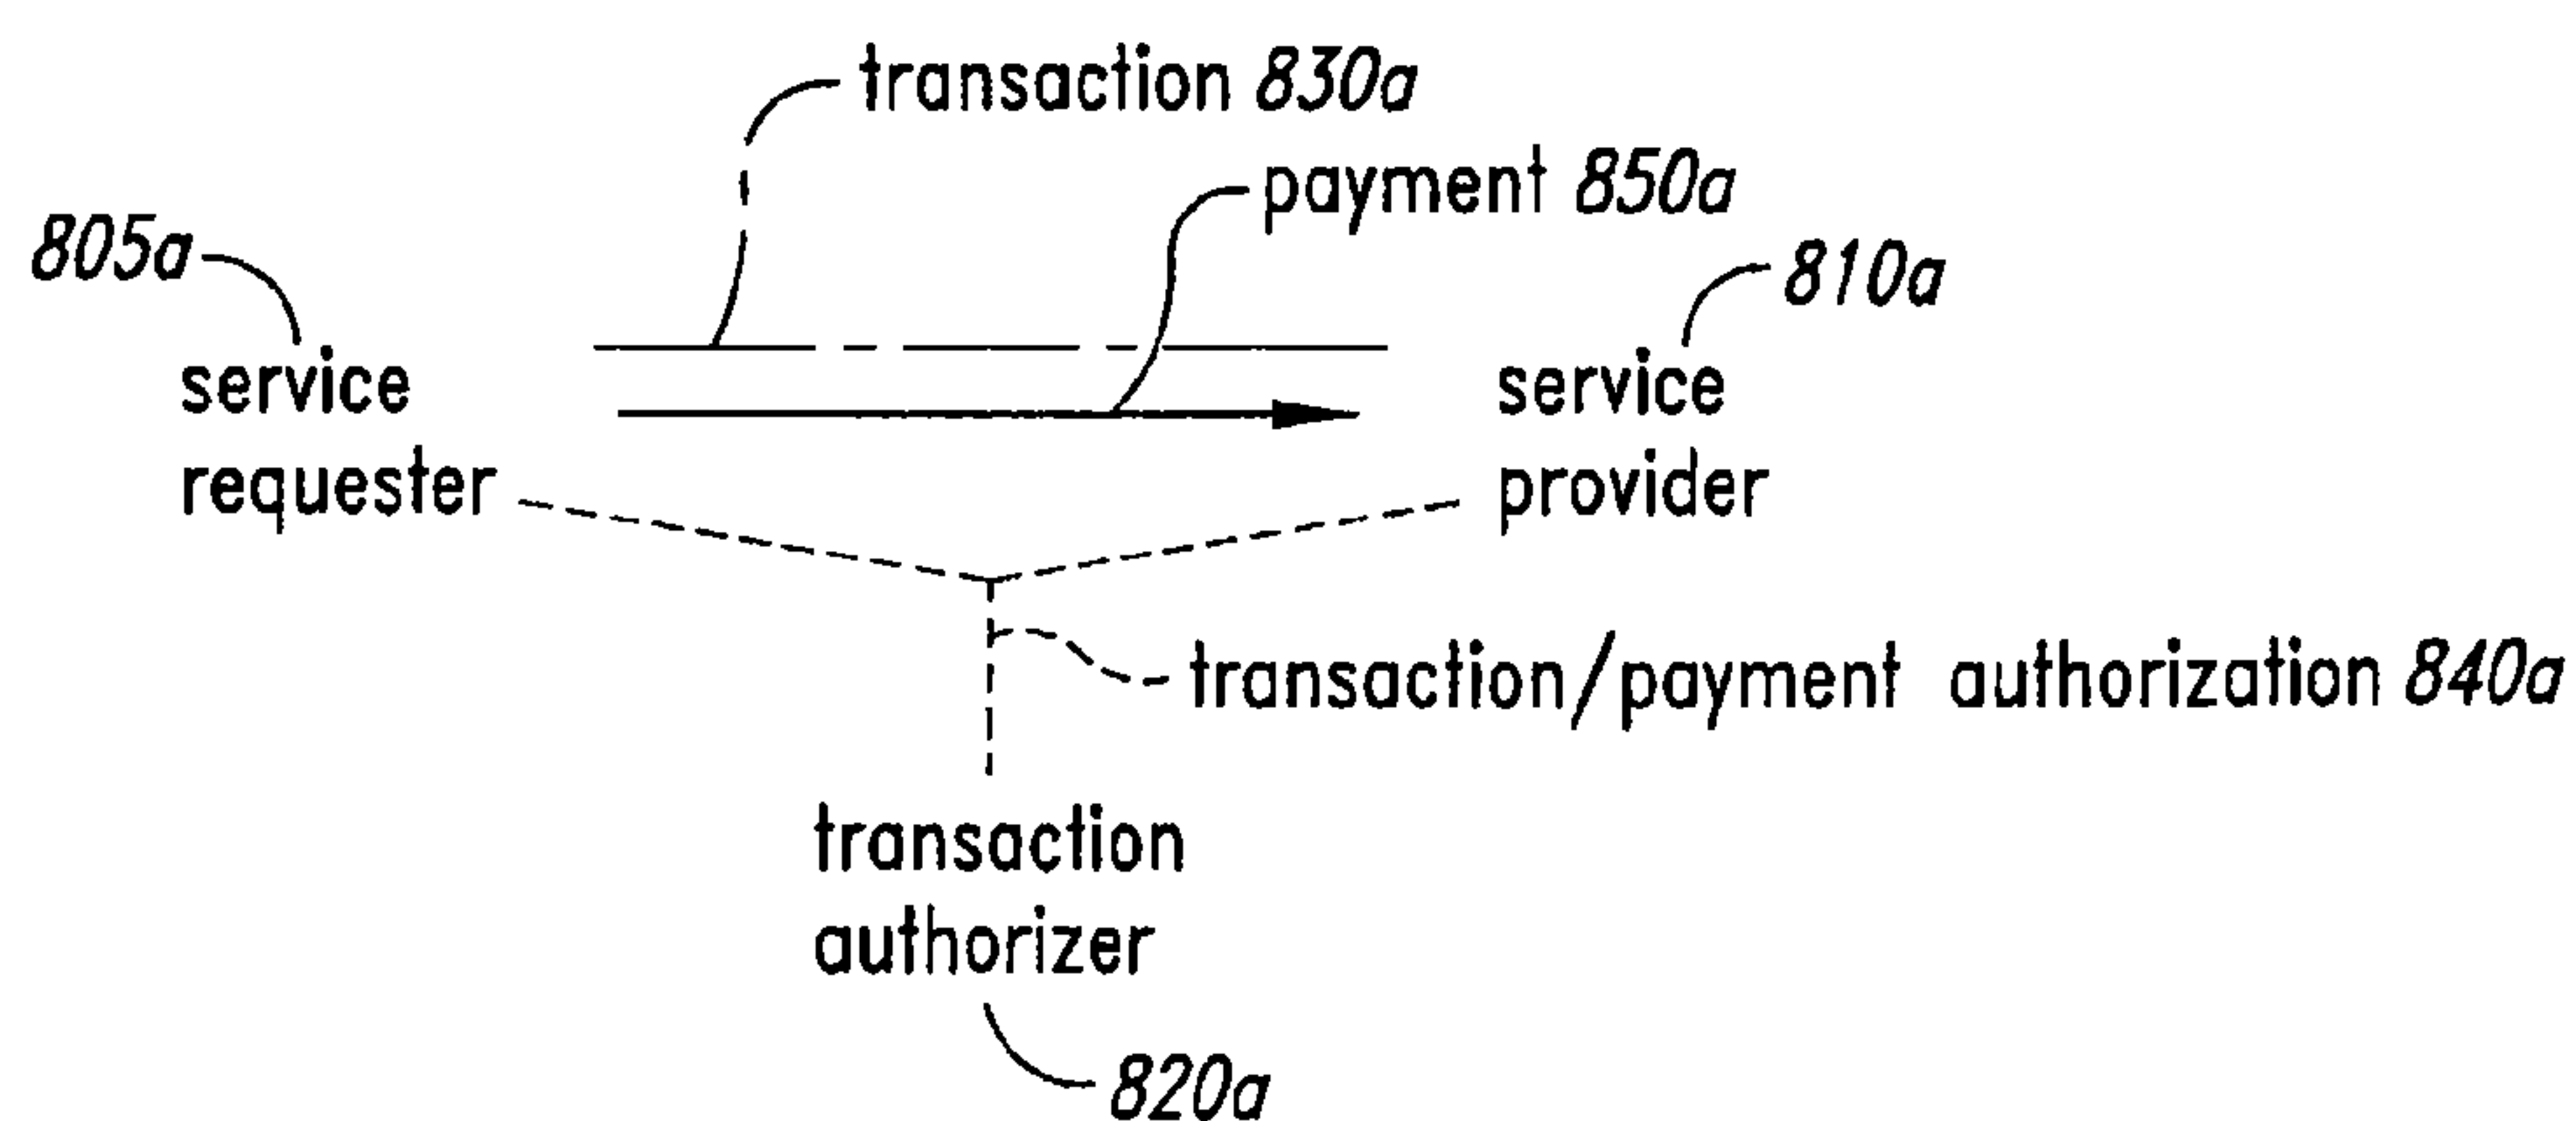 transaction 830a
payment 850a
805a
810a
service
requester
service
provider
transaction/payment authorization 840a
transaction
authorizer
820a